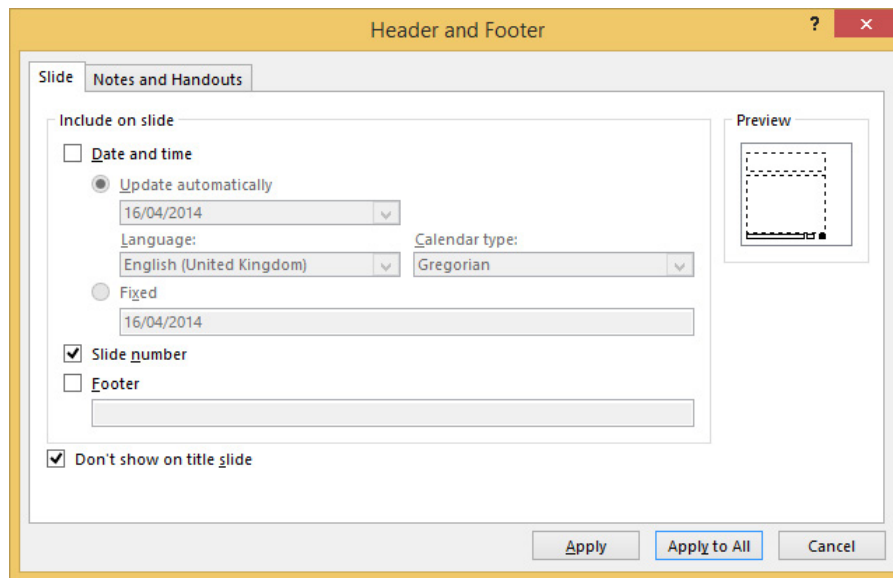 Header and Footer
?
Slide Notes and Handouts
Include on slide
Preview
Date and time
Update automatically
16/04/2014
Language: Calendar type:
English (United Kingdom) Gregorian
Fixed
16/04/2014
Slide number
Footer
Don't show on title slide
Apply Apply to All Cancel